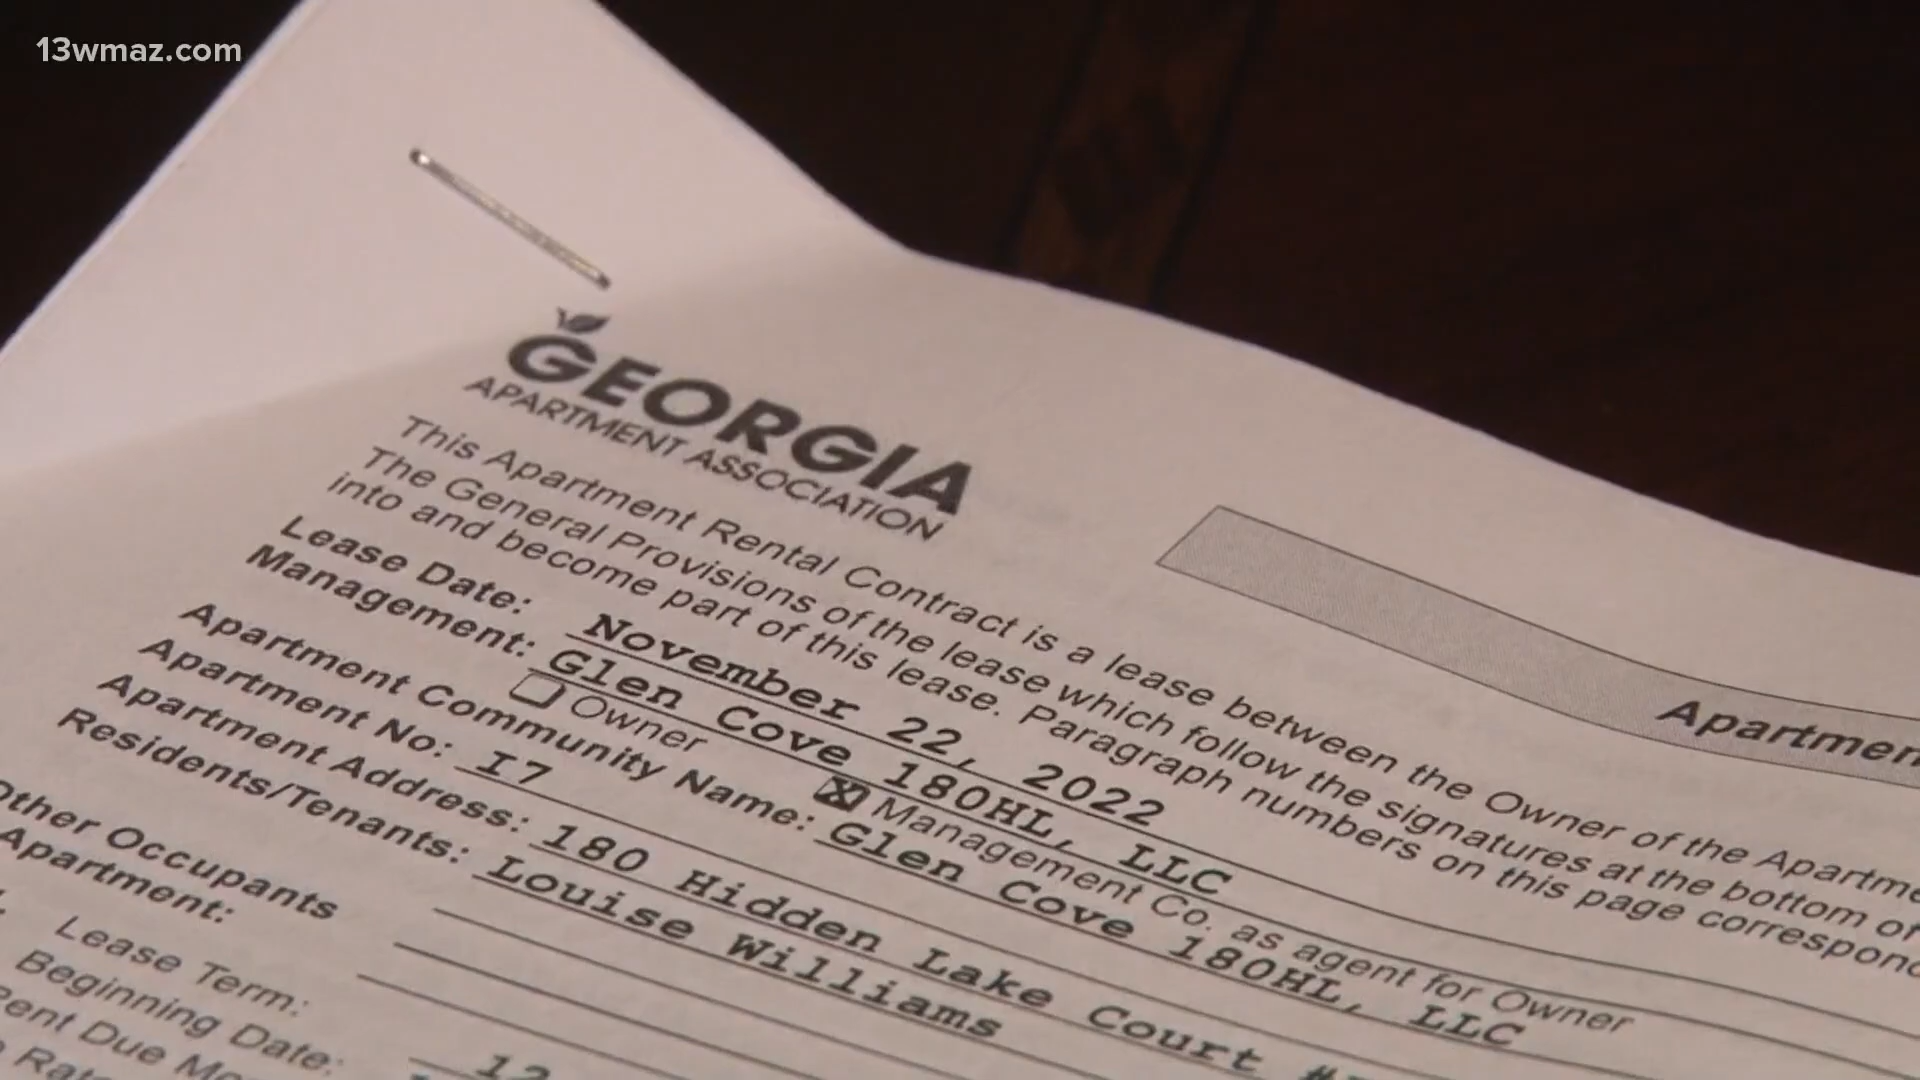 13wmaz.com
GEORGIA
APARTMENT ASSOCIATION
Apartmen
This Apartment Rental Contract is a lease between the Owner of the Apartme
The General Provisions of the lease which follow the signatures at the bottom of
into and become part of this lease. Paragraph numbers on this page correspond
Lease Date: November 22, 2022
Management: Glen Cove 180HL, LLC
☐ Owner ☒ Management Co. as agent for Owner
Apartment Community Name: Glen Cove 180HL, LLC
Apartment No: I7
Apartment Address: 180 Hidden Lake Court #
Residents/Tenants: Louise Williams
Other Occupants
Apartment:
Lease Term: 12
Beginning Date:
Rent Due
Rat